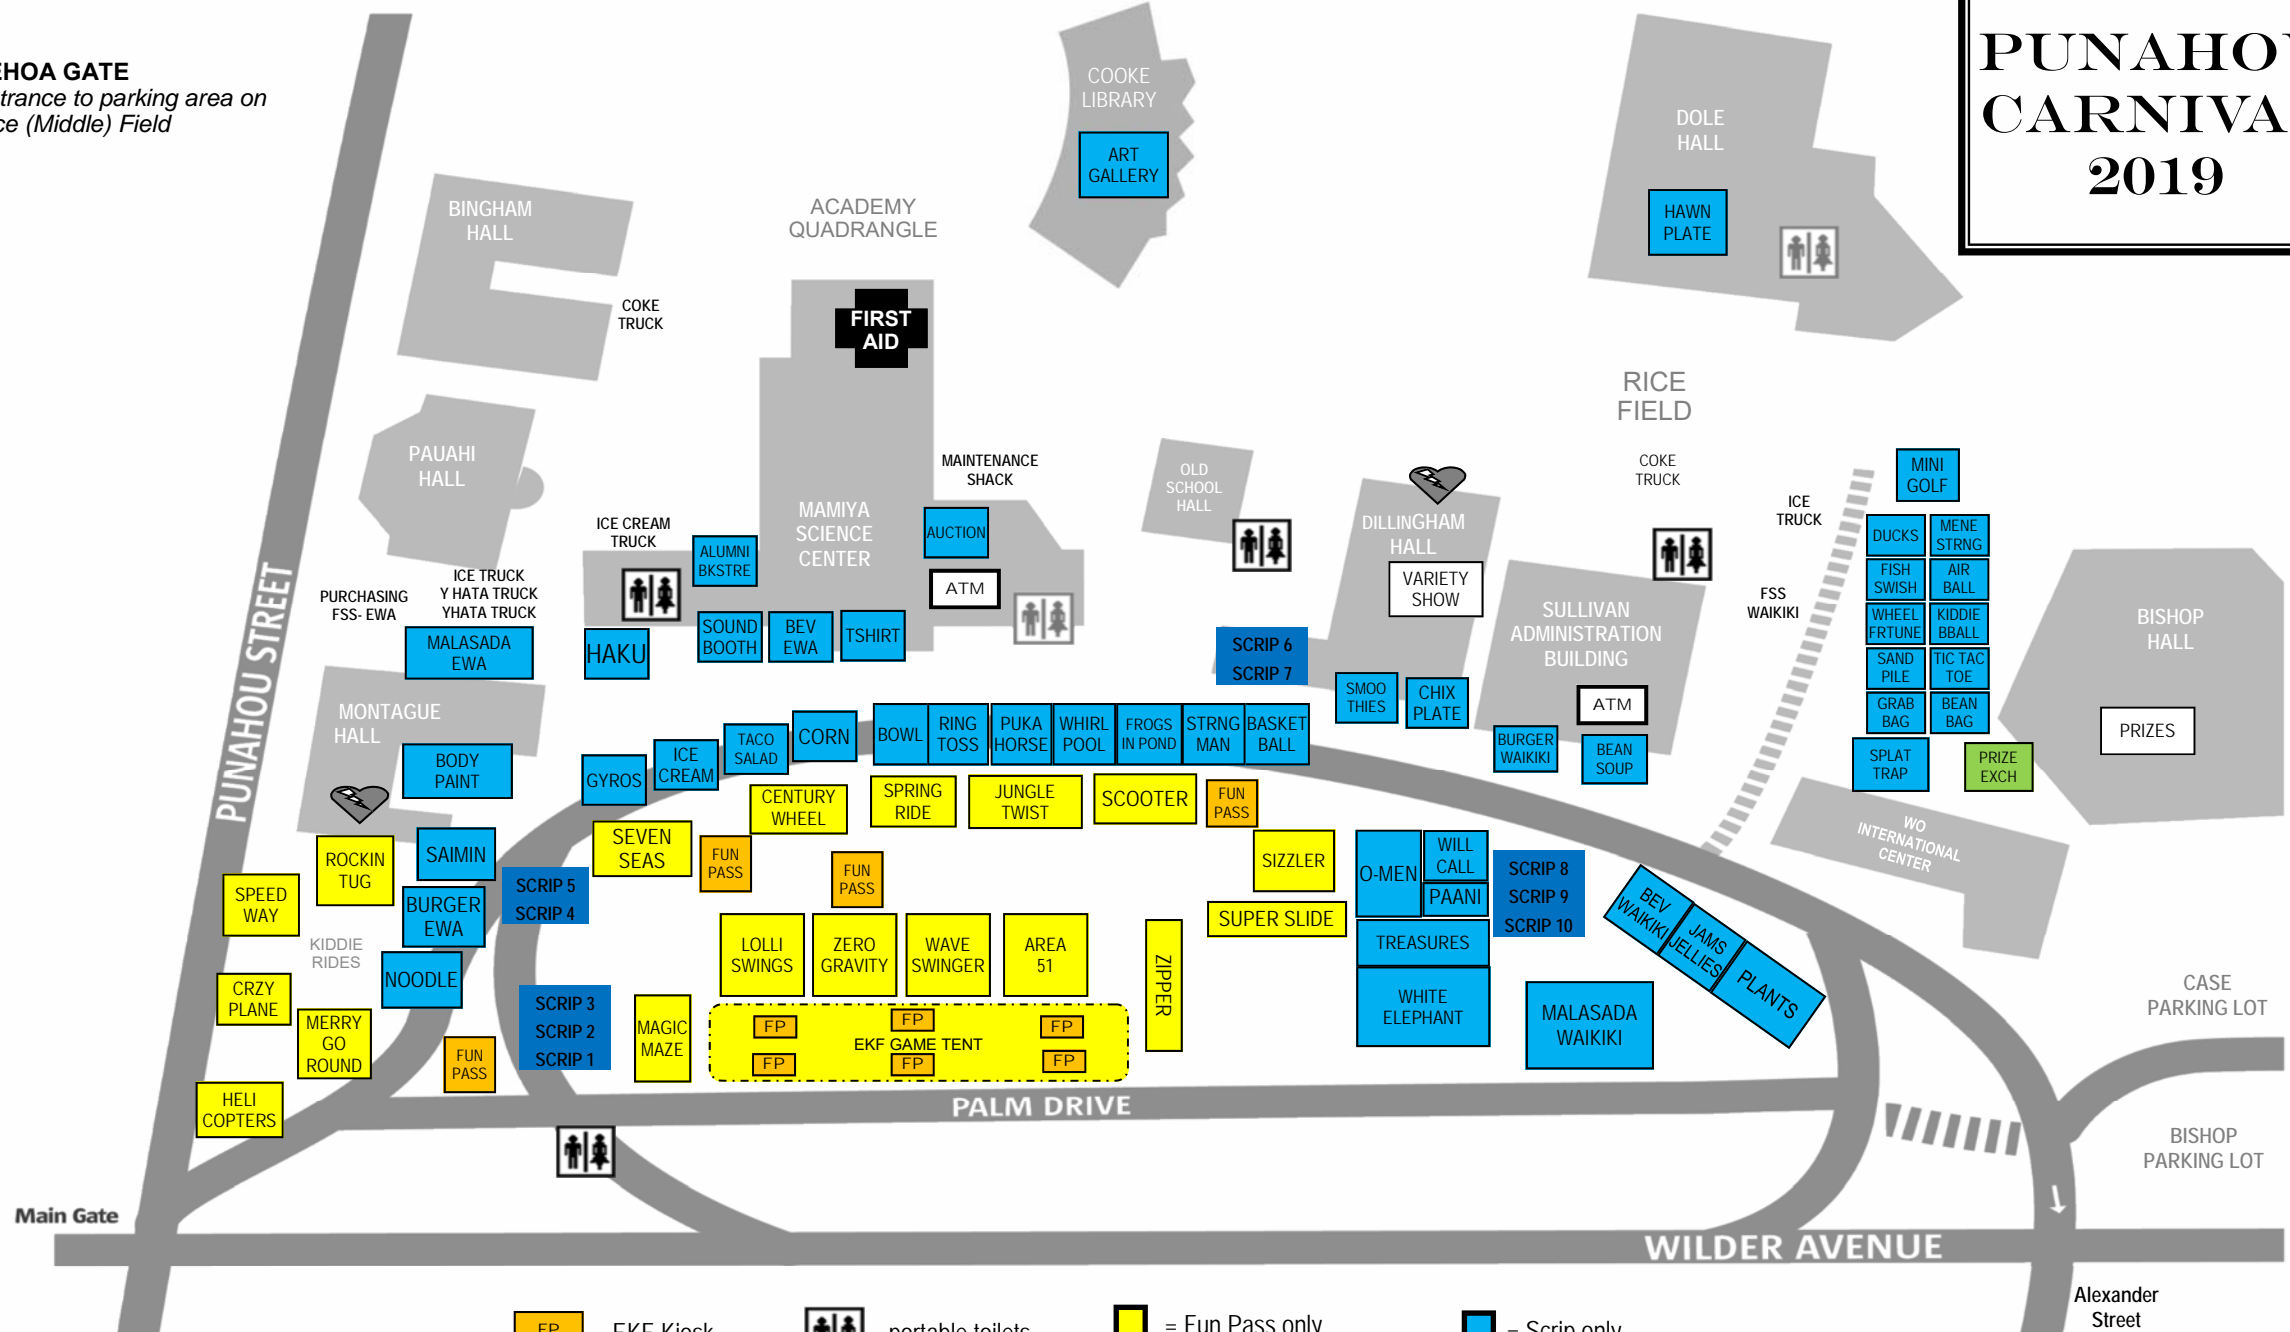 PUNAHOU
CARNIVA
2019
EHOA GATE
trance to parking area on
ce (Middle) Field
COOKE
LIBRARY
ART
GALLERY
DOLE
HALL
HAWN
PLATE
BINGHAM
HALL
ACADEMY
QUADRANGLE
COKE
TRUCK
FIRST
AID
RICE
FIELD
PAUAHI
HALL
MAINTENANCE
SHACK
OLD
SCHOOL
HALL
COKE
TRUCK
MINI
GOLF
ICE
TRUCK
ICE CREAM
TRUCK
MAMIYA
SCIENCE
CENTER
AUCTION
DILLINGHAM
HALL
DUCKS
MENE
STRNG
ALUMNI
BKSTRE
FISH
SWISH
AIR
BALL
ICE TRUCK
Y HATA TRUCK
YHATA TRUCK
PURCHASING
FSS- EWA
ATM
VARIETY
SHOW
FSS
WAIKIKI
SULLIVAN
ADMINISTRATION
BUILDING
WHEEL
FRTUNE
KIDDIE
BBALL
BISHOP
HALL
MALASADA
EWA
HAKU
SOUND
BOOTH
BEV
EWA
TSHIRT
SCRIP 6
SCRIP 7
SAND
PILE
TIC TAC
TOE
PUNAHOU STREET
MONTAGUE
HALL
SMOO
THIES
CHIX
PLATE
ATM
GRAB
BAG
BEAN
BAG
PRIZES
BODY
PAINT
GYROS
ICE
CREAM
TACO
SALAD
CORN
BOWL
RING
TOSS
PUKA
HORSE
WHIRL
POOL
FROGS
IN POND
STRNG
MAN
BASKET
BALL
BURGER
WAIKIKI
BEAN
SOUP
SPLAT
TRAP
PRIZE
EXCH
CENTURY
WHEEL
SPRING
RIDE
JUNGLE
TWIST
SCOOTER
FUN
PASS
WO
INTERNATIONAL
CENTER
SEVEN
SEAS
FUN
PASS
FUN
PASS
ROCKIN
TUG
SAIMIN
SIZZLER
O-MEN
WILL
CALL
PAANI
SCRIP 8
SCRIP 9
SCRIP 10
SPEED
WAY
BURGER
EWA
SCRIP 5
SCRIP 4
SUPER SLIDE
BEV
WAIKIKI
JAMS
JELLIES
PLANTS
KIDDIE
RIDES
LOLLI
SWINGS
ZERO
GRAVITY
WAVE
SWINGER
AREA
51
ZIPPER
TREASURES
NOODLE
CRZY
PLANE
WHITE
ELEPHANT
MALASADA
WAIKIKI
CASE
PARKING LOT
SCRIP 3
SCRIP 2
SCRIP 1
MERRY
GO
ROUND
FUN
PASS
MAGIC
MAZE
FP
FP
FP
EKF GAME TENT
FP
FP
FP
HELI
COPTERS
PALM DRIVE
BISHOP
PARKING LOT
Main Gate
WILDER AVENUE
Alexander
Street
FP
EKF Kiosk
portable toilets
= Fun Pass only
= Scrip only